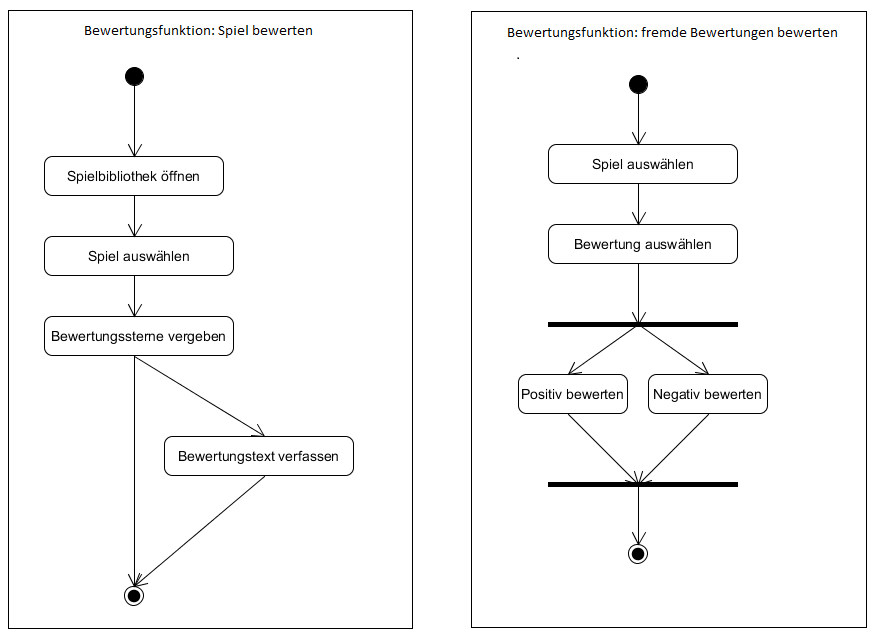 Bewertungsfunktion: Spiel bewerten
Spielbibliothek öffnen
Spiel auswählen
Bewertungssterne vergeben
Bewertungstext verfassen
Bewertungsfunktion: fremde Bewertungen bewerten
.
Spiel auswählen
Bewertung auswählen
Positiv bewerten
Negativ bewerten